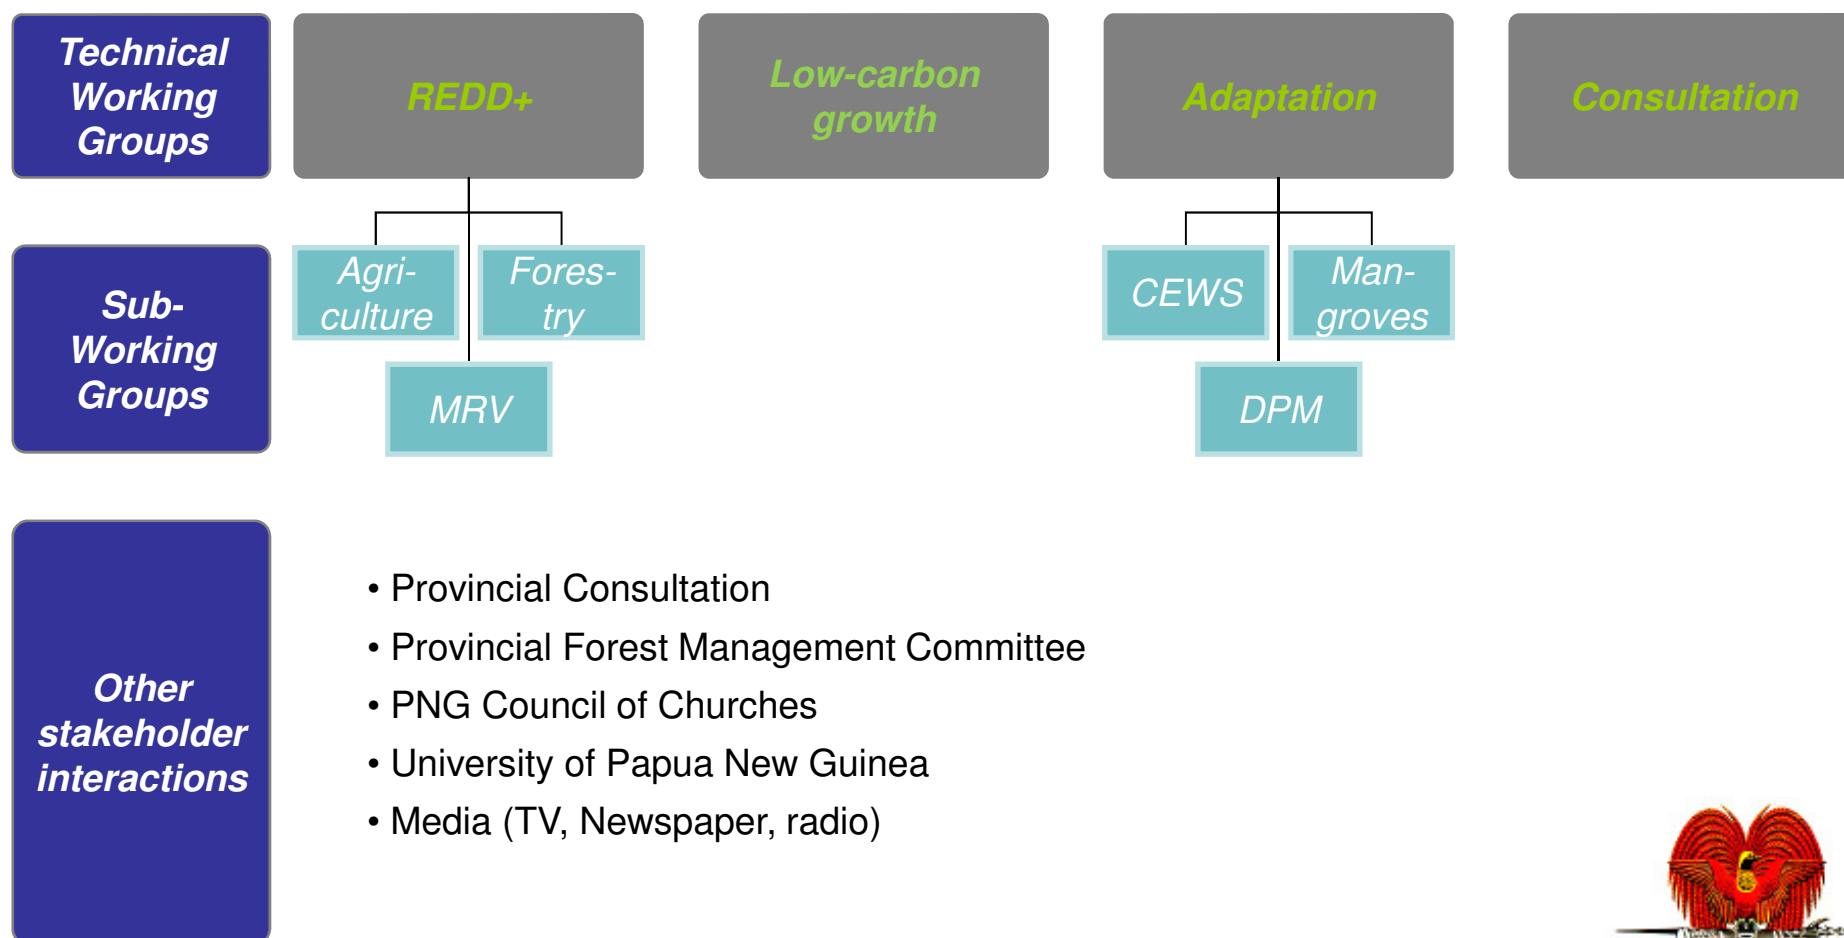 Technical
Working
Groups
REDD+
Low-carbon
growth
Adaptation
Consultation
Sub-
Working
Groups
Agri-
culture
Fores-
try
MRV
CEWS
Man-
groves
DPM
Other
stakeholder
interactions
• Provincial Consultation
• Provincial Forest Management Committee
• PNG Council of Churches
• University of Papua New Guinea
• Media (TV, Newspaper, radio)